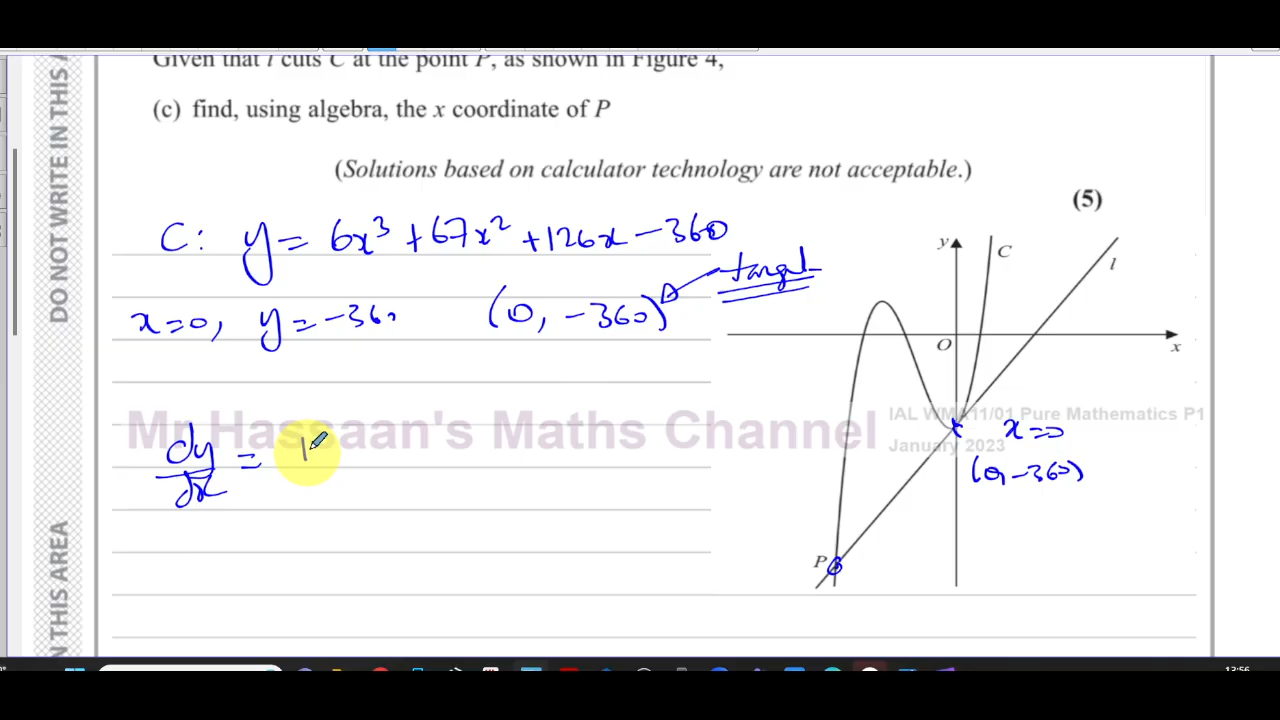 Given that l cuts C at the point P, as shown in Figure 4,
(c) find, using algebra, the x coordinate of P
(Solutions based on calculator technology are not acceptable.)
(5)
C: y = 6x³ + 67x² + 126x − 360
x=0, y = −360 (0, −360)
y C l
O x
P
x=0
(0, −360)
dy/dx = 1
Mr Hassaan's Maths Channel
IAL WMA11/01 Pure Mathematics P1
January 2023
DO NOT WRITE IN THIS A
N THIS AREA
13:56